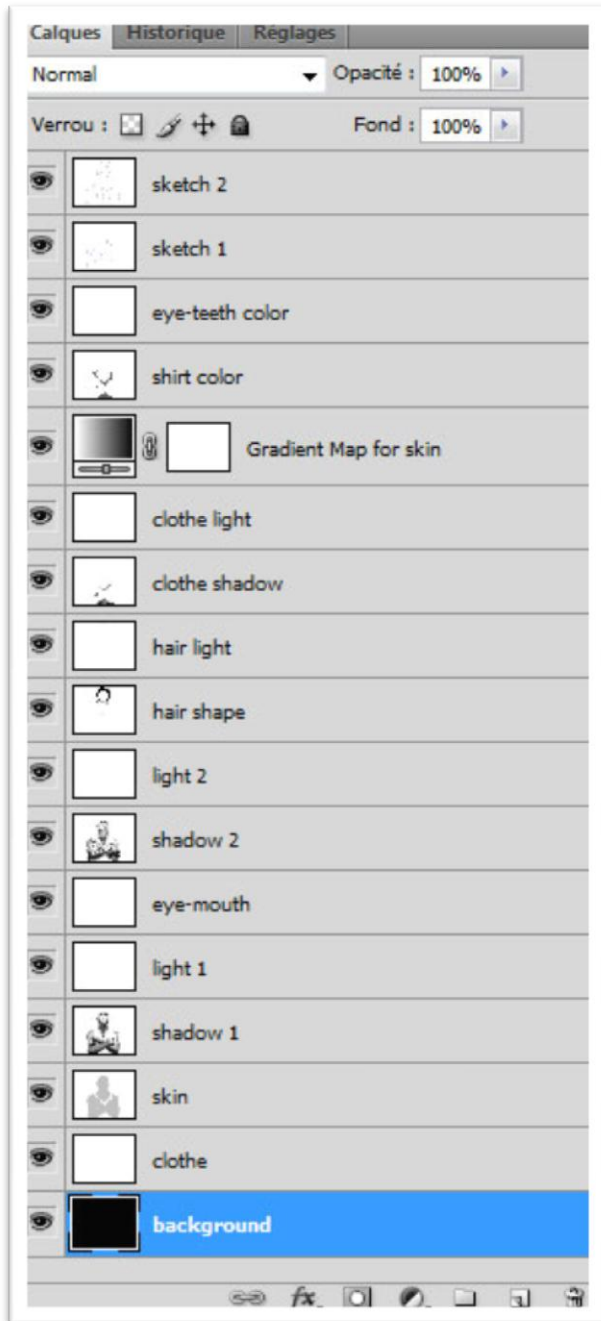 Calques Historique Réglages
Normal Opacité : 100%
Verrou : Fond : 100%
sketch 2
sketch 1
eye-teeth color
shirt color
Gradient Map for skin
clothe light
clothe shadow
hair light
hair shape
light 2
shadow 2
eye-mouth
light 1
shadow 1
skin
clothe
background
fx.